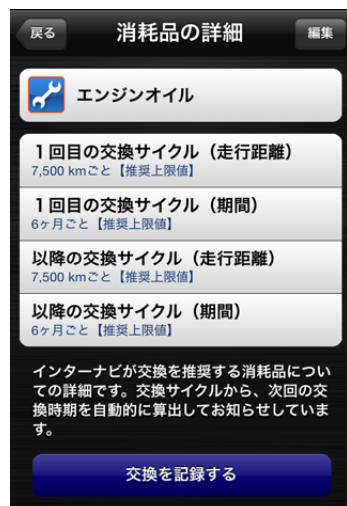 戻る 消耗品の詳細 編集
エンジンオイル
1回目の交換サイクル（走行距離）
7,500 kmごと【推奨上限値】
1回目の交換サイクル（期間）
6ヶ月ごと【推奨上限値】
以降の交換サイクル（走行距離）
7,500 kmごと【推奨上限値】
以降の交換サイクル（期間）
6ヶ月ごと【推奨上限値】
インターナビが交換を推奨する消耗品につい
ての詳細です。交換サイクルから、次回の交
換時期を自動的に算出してお知らせしていま
す。
交換を記録する